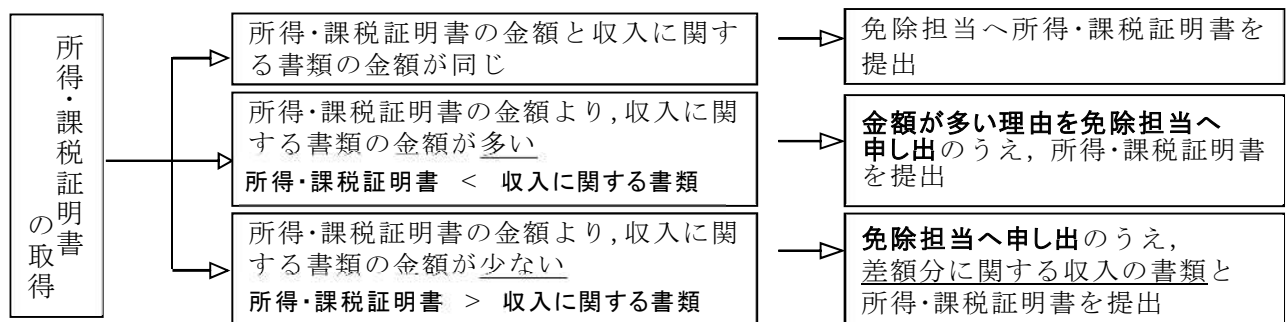 所得・課税証明書
の取得
所得・課税証明書の金額と収入に関す
る書類の金額が同じ
免除担当へ所得・課税証明書を
提出
所得・課税証明書の金額より,収入に関
する書類の金額が多い
所得・課税証明書 < 収入に関する書類
金額が多い理由を免除担当へ
申し出のうえ, 所得・課税証明書
を提出
所得・課税証明書の金額より,収入に関
する書類の金額が少ない
所得・課税証明書 > 収入に関する書類
免除担当へ申し出のうえ,
差額分に関する収入の書類と
所得・課税証明書を提出